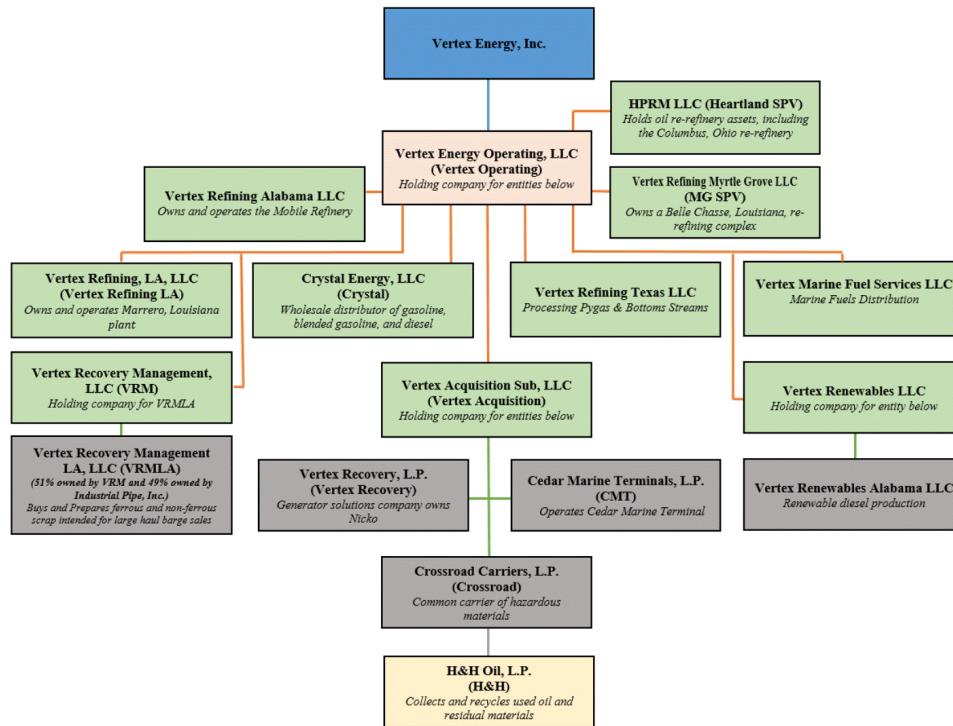 Vertex Energy, Inc.
HPRM LLC (Heartland SPV)
Holds oil re-refinery assets, including
the Columbus, Ohio re-refinery
Vertex Energy Operating, LLC
(Vertex Operating)
Holding company for entities below
Vertex Refining Alabama LLC
Owns and operates the Mobile Refinery
Vertex Refining Myrtle Grove LLC
(MG SPV)
Owns a Belle Chasse, Louisiana, re-
refining complex
Vertex Refining, LA, LLC
(Vertex Refining LA)
Owns and operates Marrero, Louisiana
plant
Crystal Energy, LLC
(Crystal)
Wholesale distributor of gasoline,
blended gasoline, and diesel
Vertex Refining Texas LLC
Processing Pygas & Bottoms Streams
Vertex Marine Fuel Services LLC
Marine Fuels Distribution
Vertex Recovery Management,
LLC (VRM)
Holding company for VRMLA
Vertex Acquisition Sub, LLC
(Vertex Acquisition)
Holding company for entities below
Vertex Renewables LLC
Holding company for entity below
Vertex Recovery Management
LA, LLC (VRMLA)
(51% owned by VRM and 49% owned by
Industrial Pipe, Inc.)
Buys and Prepares ferrous and non-ferrous
scrap intended for large haul barge sales
Vertex Recovery, L.P.
(Vertex Recovery)
Generator solutions company owns
Nicko
Cedar Marine Terminals, L.P.
(CMT)
Operates Cedar Marine Terminal
Vertex Renewables Alabama LLC
Renewable diesel production
Crossroad Carriers, L.P.
(Crossroad)
Common carrier of hazardous
materials
H&H Oil, L.P.
(H&H)
Collects and recycles used oil and
residual materials